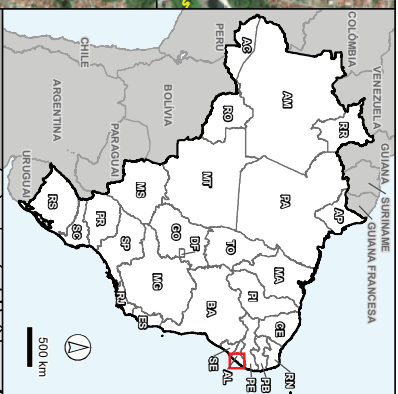 COLÔMBIA
VENEZUELA
GUIANA
SURINAME
GUIANA FRANCESA
PERU
BOLÍVIA
CHILE
PARAGUAI
ARGENTINA
URUGUAI
RR
AP
AM
PA
AC
RO
MT
TO
MA
PI
CE
RN
PB
PE
AL
SE
BA
DF
GO
MS
MG
ES
RJ
SP
PR
SC
RS
500 km